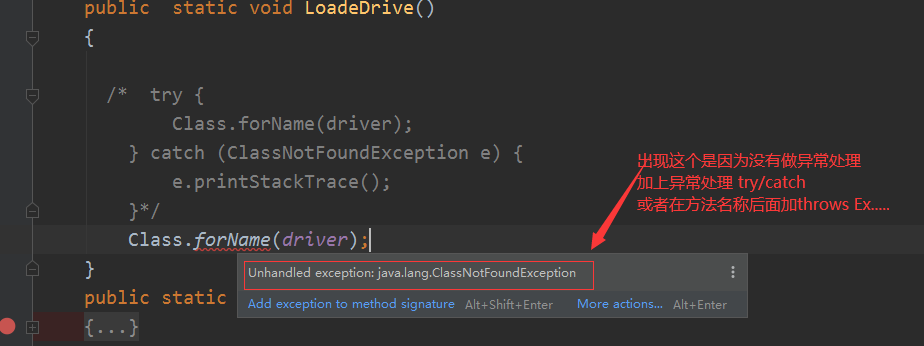 public static void LoadeDrive()
{
/* try {
Class.forName(driver);
} catch (ClassNotFoundException e) {
e.printStackTrace();
}*/
Class.forName(driver);
}
public static
{...}
出现这个是因为没有做异常处理
加上异常处理 try/catch
或者在方法名称后面加throws Ex.....
Unhandled exception: java.lang.ClassNotFoundException
Add exception to method signature Alt+Shift+Enter More actions... Alt+Enter